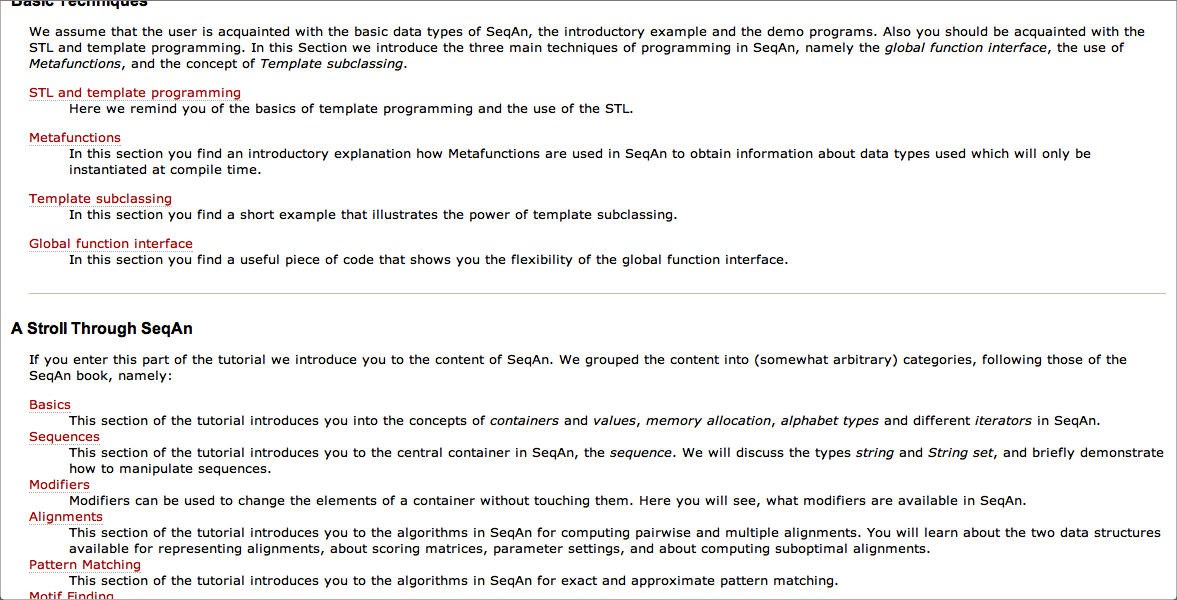 Basic Techniques
We assume that the user is acquainted with the basic data types of SeqAn, the introductory example and the demo programs. Also you should be acquainted with the
STL and template programming. In this Section we introduce the three main techniques of programming in SeqAn, namely the global function interface, the use of
Metafunctions, and the concept of Template subclassing.
STL and template programming
Here we remind you of the basics of template programming and the use of the STL.
Metafunctions
In this section you find an introductory explanation how Metafunctions are used in SeqAn to obtain information about data types used which will only be
instantiated at compile time.
Template subclassing
In this section you find a short example that illustrates the power of template subclassing.
Global function interface
In this section you find a useful piece of code that shows you the flexibility of the global function interface.
A Stroll Through SeqAn
If you enter this part of the tutorial we introduce you to the content of SeqAn. We grouped the content into (somewhat arbitrary) categories, following those of the
SeqAn book, namely:
Basics
This section of the tutorial introduces you into the concepts of containers and values, memory allocation, alphabet types and different iterators in SeqAn.
Sequences
This section of the tutorial introduces you to the central container in SeqAn, the sequence. We will discuss the types string and String set, and briefly demonstrate
how to manipulate sequences.
Modifiers
Modifiers can be used to change the elements of a container without touching them. Here you will see, what modifiers are available in SeqAn.
Alignments
This section of the tutorial introduces you to the algorithms in SeqAn for computing pairwise and multiple alignments. You will learn about the two data structures
available for representing alignments, about scoring matrices, parameter settings, and about computing suboptimal alignments.
Pattern Matching
This section of the tutorial introduces you to the algorithms in SeqAn for exact and approximate pattern matching.
Motif Finding